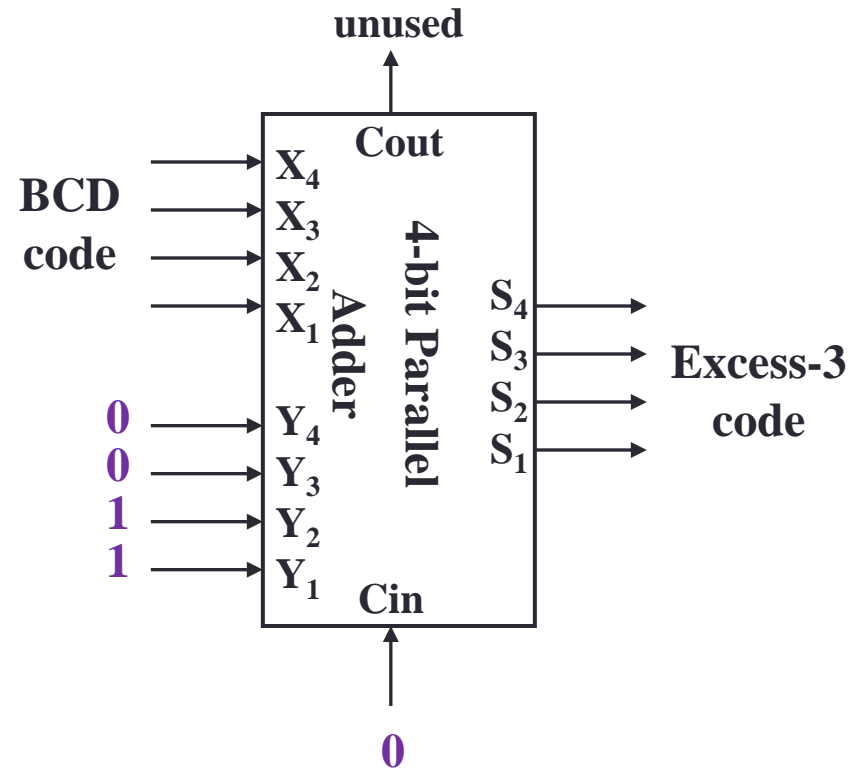 unused
Cout
BCD
code
X₄
X₃
X₂
X₁
4-bit Parallel
Adder
S₄
S₃
S₂
S₁
Excess-3
code
0
0
1
1
Y₄
Y₃
Y₂
Y₁
Cin
0